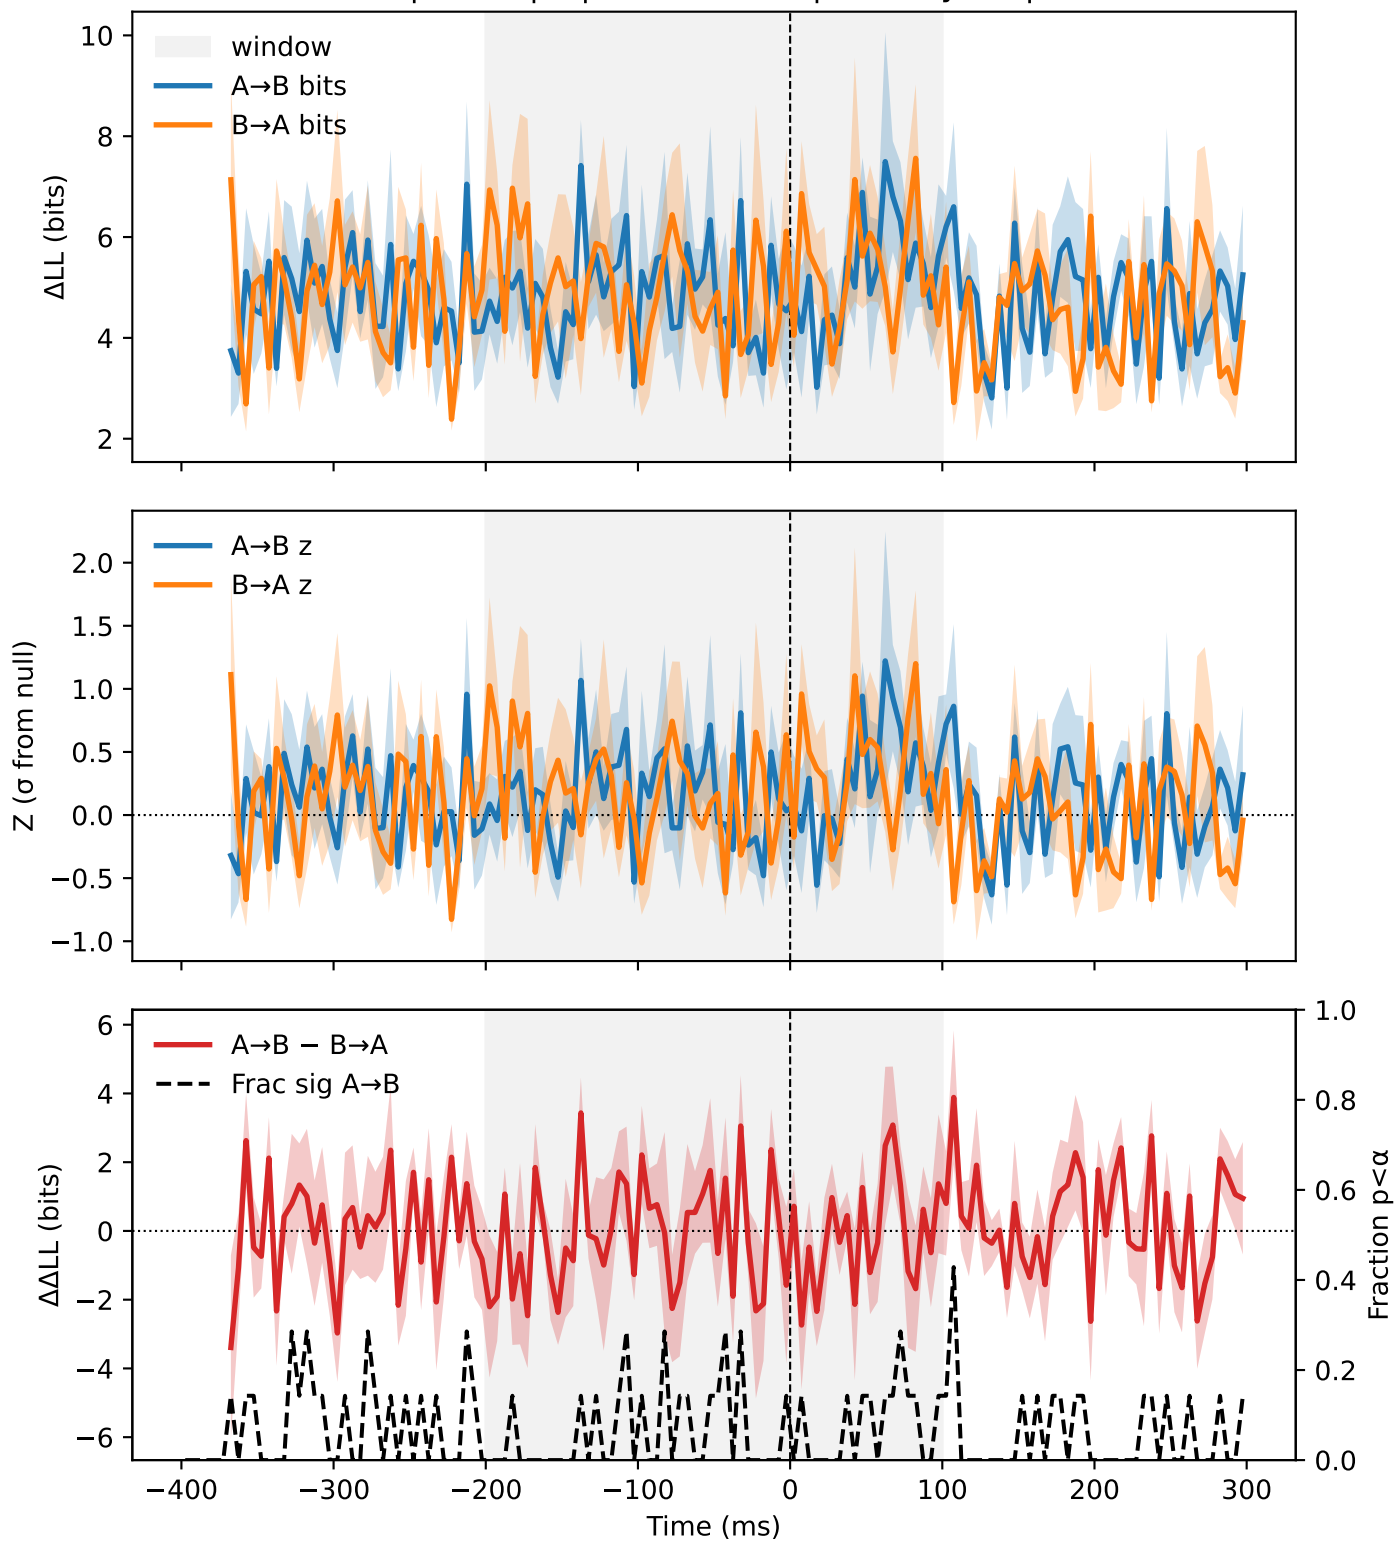 10
8
6
4
2
ΔLL (bits)
window
A→B bits
B→A bits
2.0
1.5
1.0
0.5
0.0
−0.5
−1.0
Z (σ from null)
A→B z
B→A z
6
4
2
0
−2
−4
−6
ΔΔLL (bits)
A→B − B→A
Frac sig A→B
1.0
0.8
0.6
0.4
0.2
0.0
Fraction p<α
−400 −300 −200 −100 0 100 200 300
Time (ms)